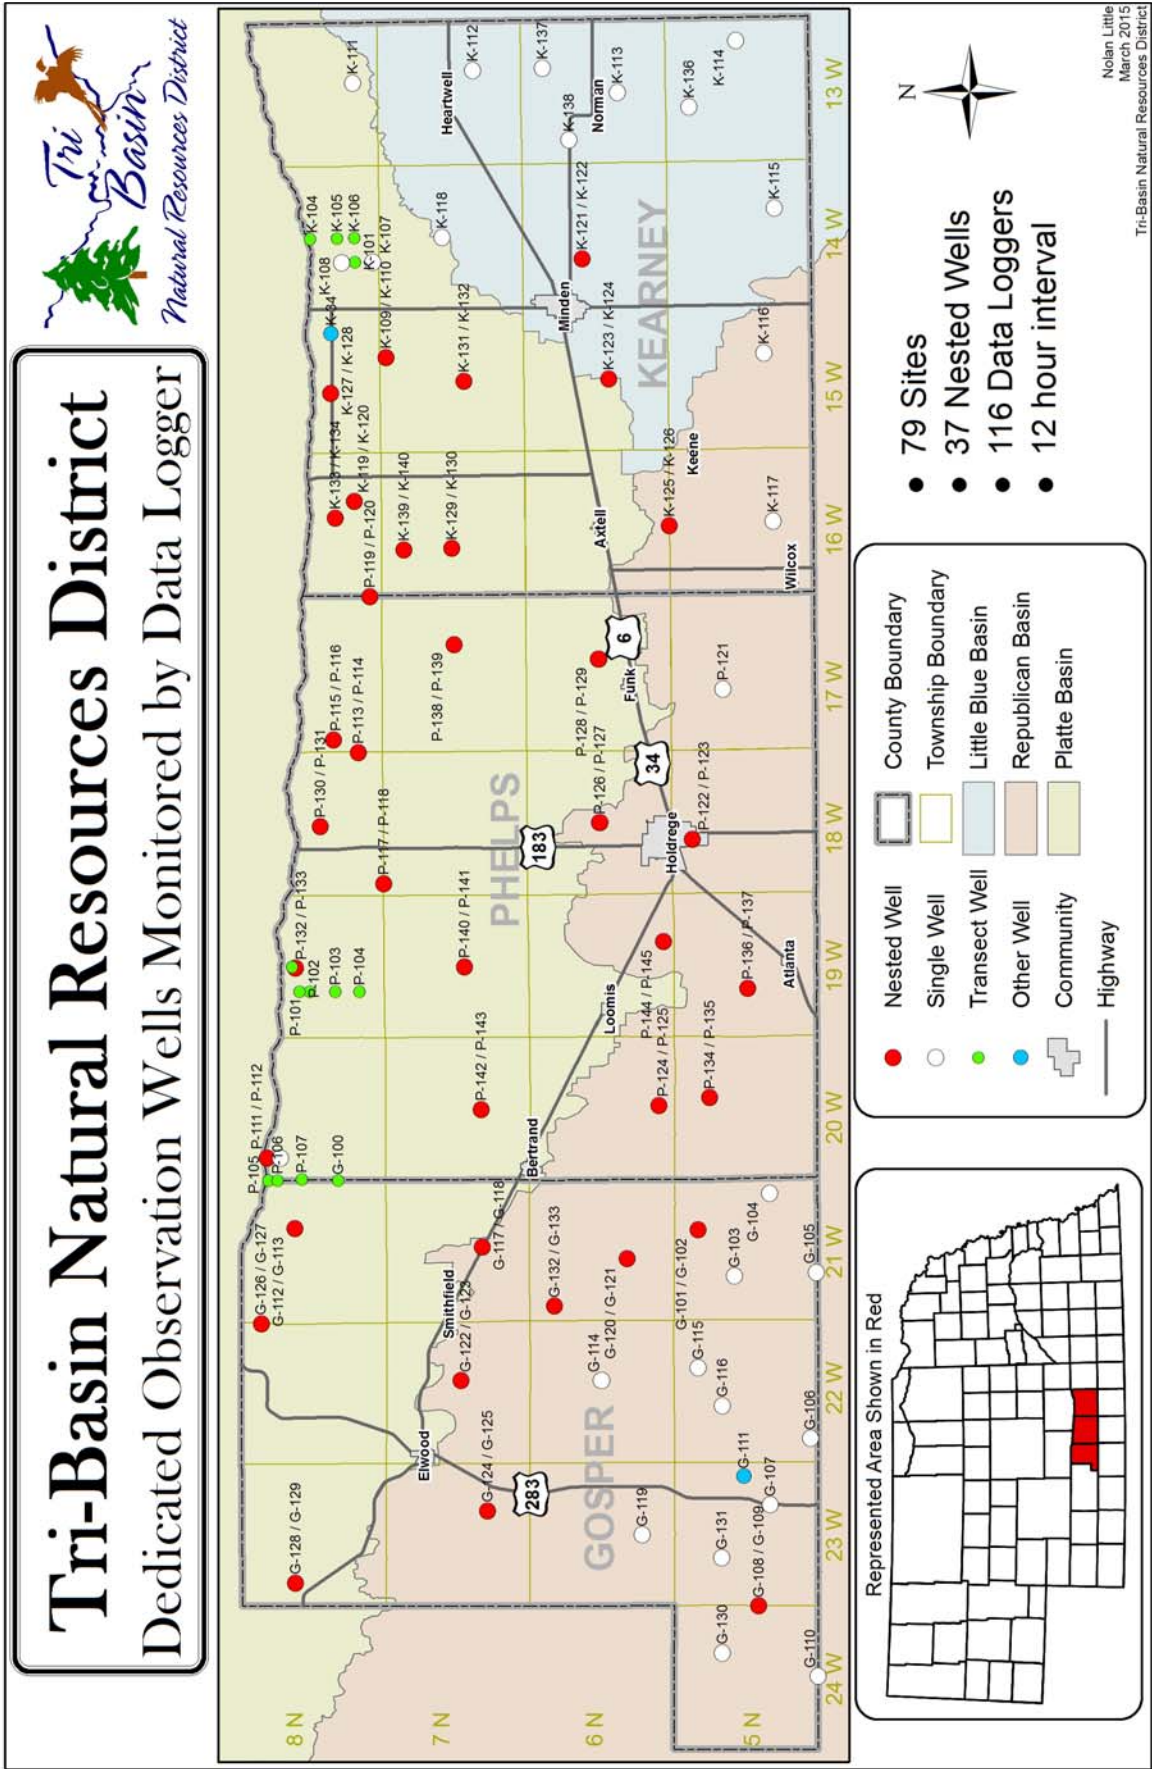 Tri-Basin Natural Resources District
Dedicated Observation Wells Monitored by Data Logger
Tri
Basin
Natural Resources District
8 N
7 N
6 N
5 N
24 W
23 W
22 W
21 W
20 W
19 W
18 W
17 W
16 W
15 W
14 W
13 W
GOSPER
PHELPS
KEARNEY
G-128 / G-129
G-126 / G-127
G-112 / G-113
Elwood
Smithfield
G-124 / G-125
G-122 / G-123
G-117 / G-118
283
G-132 / G-133
G-114
G-120 / G-121
G-119
G-101 / G-102
G-115
G-116
G-103
G-104
G-105
G-106
G-111
G-107
G-131
G-108 / G-109
G-130
G-110
P-105
P-111 / P-112
P-106
P-107
G-100
Bertrand
P-142 / P-143
P-101
P-132 / P-133
P-102
P-103
P-104
P-140 / P-141
Loomis
P-144 / P-145
P-124 / P-125
P-134 / P-135
P-136 / P-137
Atlanta
P-130 / P-131
P-115 / P-116
P-113 / P-114
P-117 / P-118
183
P-138 / P-139
P-128 / P-129
P-126 / P-127
34
6
Funk
Holdrege
P-122 / P-123
P-121
P-119 / P-120
K-133 / K-134
K-119 / K-120
K-139 / K-140
K-129 / K-130
Axtell
K-125 / K-126
Keene
Wilcox
K-117
K-127 / K-128
K-34
K-108
K-104
K-105
K-106
K-101
K-107
K-109 / K-110
K-131 / K-132
K-118
Minden
K-123 / K-124
K-121 / K-122
K-116
K-115
K-111
Heartwell
K-112
K-137
K-138
K-113
Norman
K-136
K-114
Represented Area Shown in Red
Nested Well
Single Well
Transect Well
Other Well
Community
Highway
County Boundary
Township Boundary
Little Blue Basin
Republican Basin
Platte Basin
• 79 Sites
• 37 Nested Wells
• 116 Data Loggers
• 12 hour interval
N
Nolan Little
March 2015
Tri-Basin Natural Resources District